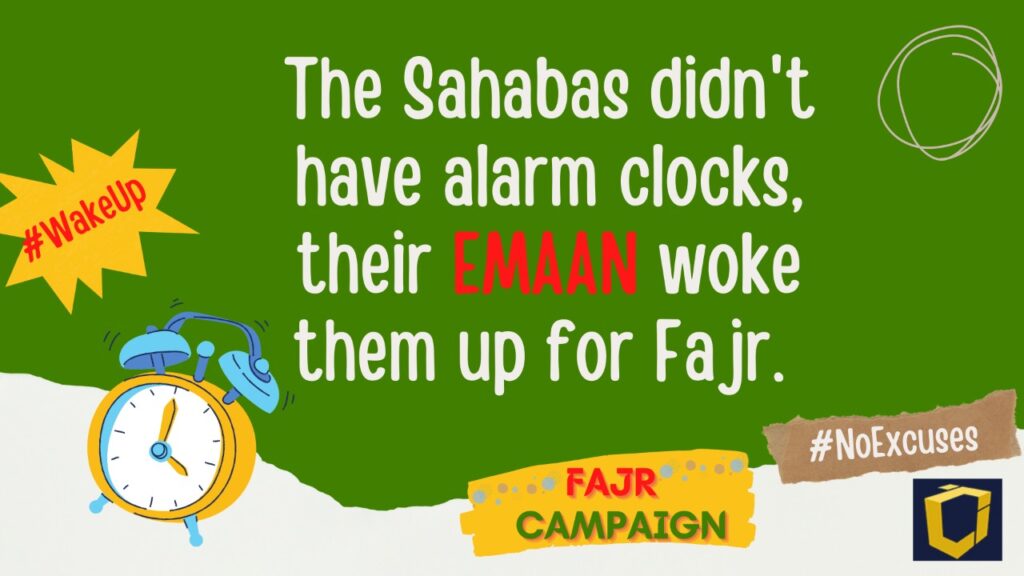 The Sahabas didn't
have alarm clocks,
their EMAAN woke
them up for Fajr.
#WakeUp
#NoExcuses
FAJR
CAMPAIGN